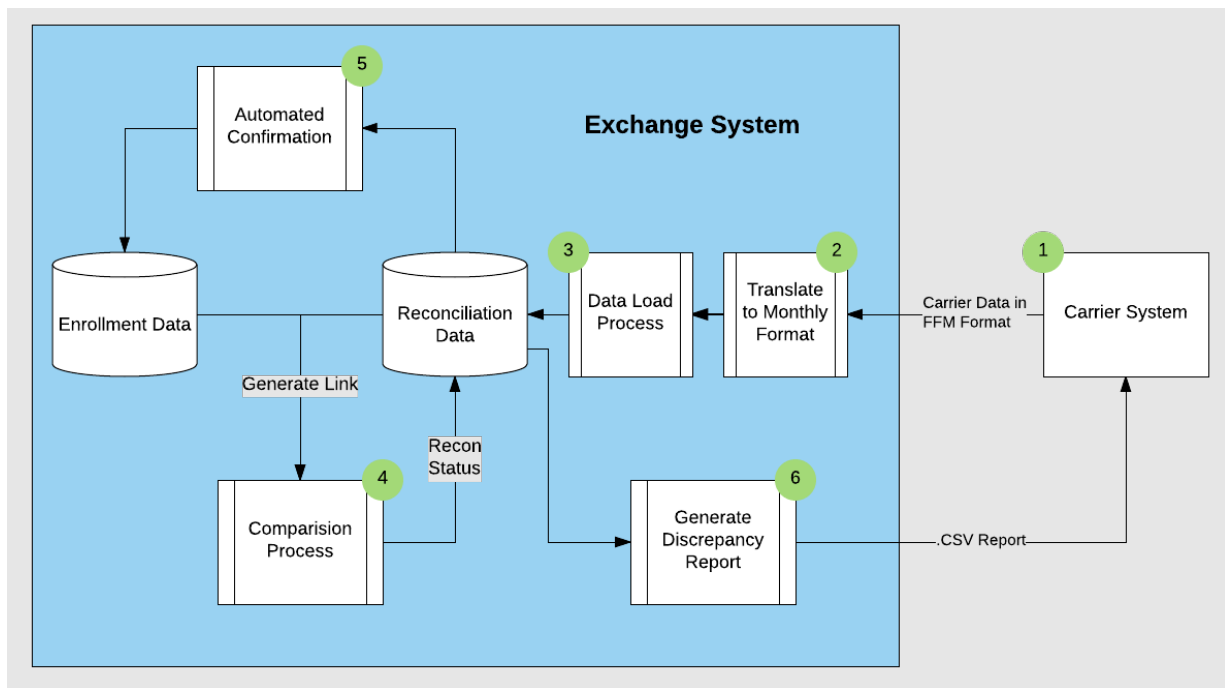 5
Automated
Confirmation
Exchange System
Enrollment Data
Reconciliation
Data
3
Data Load
Process
2
Translate
to Monthly
Format
Carrier Data in
FFM Format
1
Carrier System
Generate Link
Recon
Status
4
Comparision
Process
6
Generate
Discrepancy
Report
.CSV Report